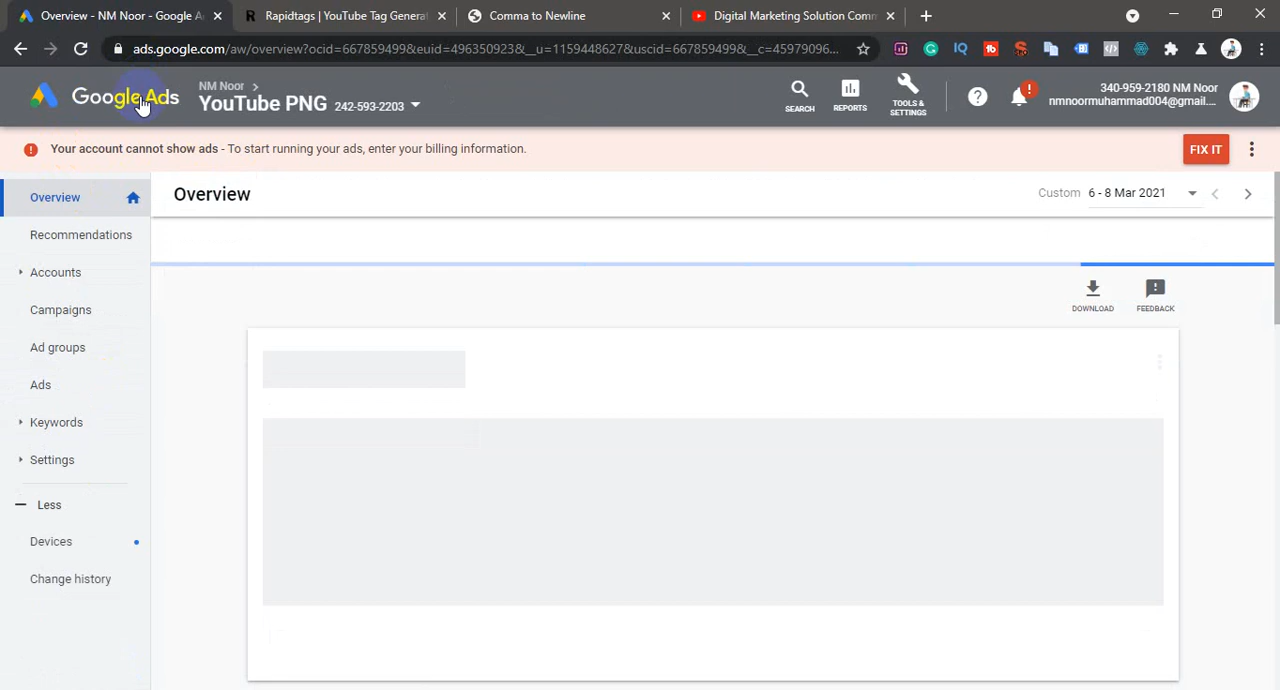 Overview - NM Noor - Google A
Rapidtags | YouTube Tag Generat
Comma to Newline
Digital Marketing Solution Comm
ads.google.com/aw/overview?ocid=667859499&euid=496350923&__u=1159448627&uscid=667859499&__c=45979096...
Google Ads
NM Noor
YouTube PNG 242-593-2203
SEARCH
REPORTS
TOOLS &
SETTINGS
340-959-2180 NM Noor
nmnoormuhammad004@gmail....
Your account cannot show ads - To start running your ads, enter your billing information.
FIX IT
Overview
Recommendations
Accounts
Campaigns
Ad groups
Ads
Keywords
Settings
Less
Devices
Change history
Overview
Custom 6 - 8 Mar 2021
DOWNLOAD
FEEDBACK